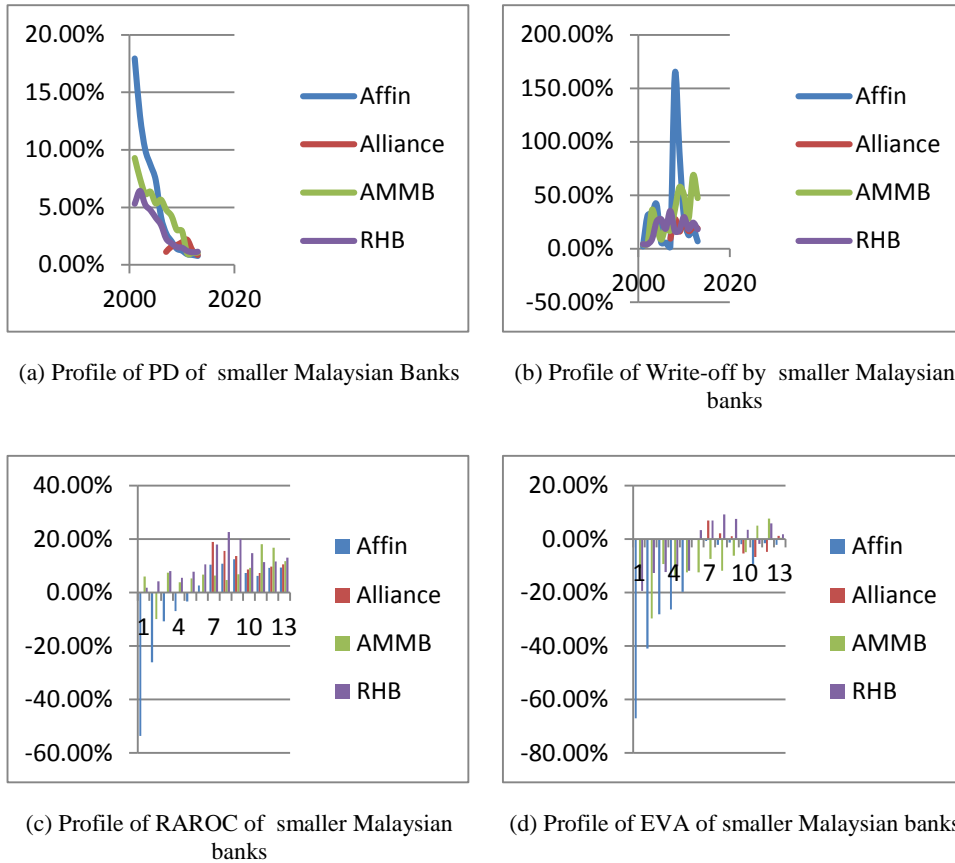 20.00%
15.00%
10.00%
5.00%
0.00%
2000 2020
Affin
Alliance
AMMB
RHB
200.00%
150.00%
100.00%
50.00%
0.00%
-50.00%
2000 2020
Affin
Alliance
AMMB
RHB
(a) Profile of PD of smaller Malaysian Banks
(b) Profile of Write-off by smaller Malaysian
banks
40.00%
20.00%
0.00%
-20.00%
-40.00%
-60.00%
1 4 7 10 13
Affin
Alliance
AMMB
RHB
20.00%
0.00%
-20.00%
-40.00%
-60.00%
-80.00%
1 4 7 10 13
Affin
Alliance
AMMB
RHB
(c) Profile of RAROC of smaller Malaysian
banks
(d) Profile of EVA of smaller Malaysian banks